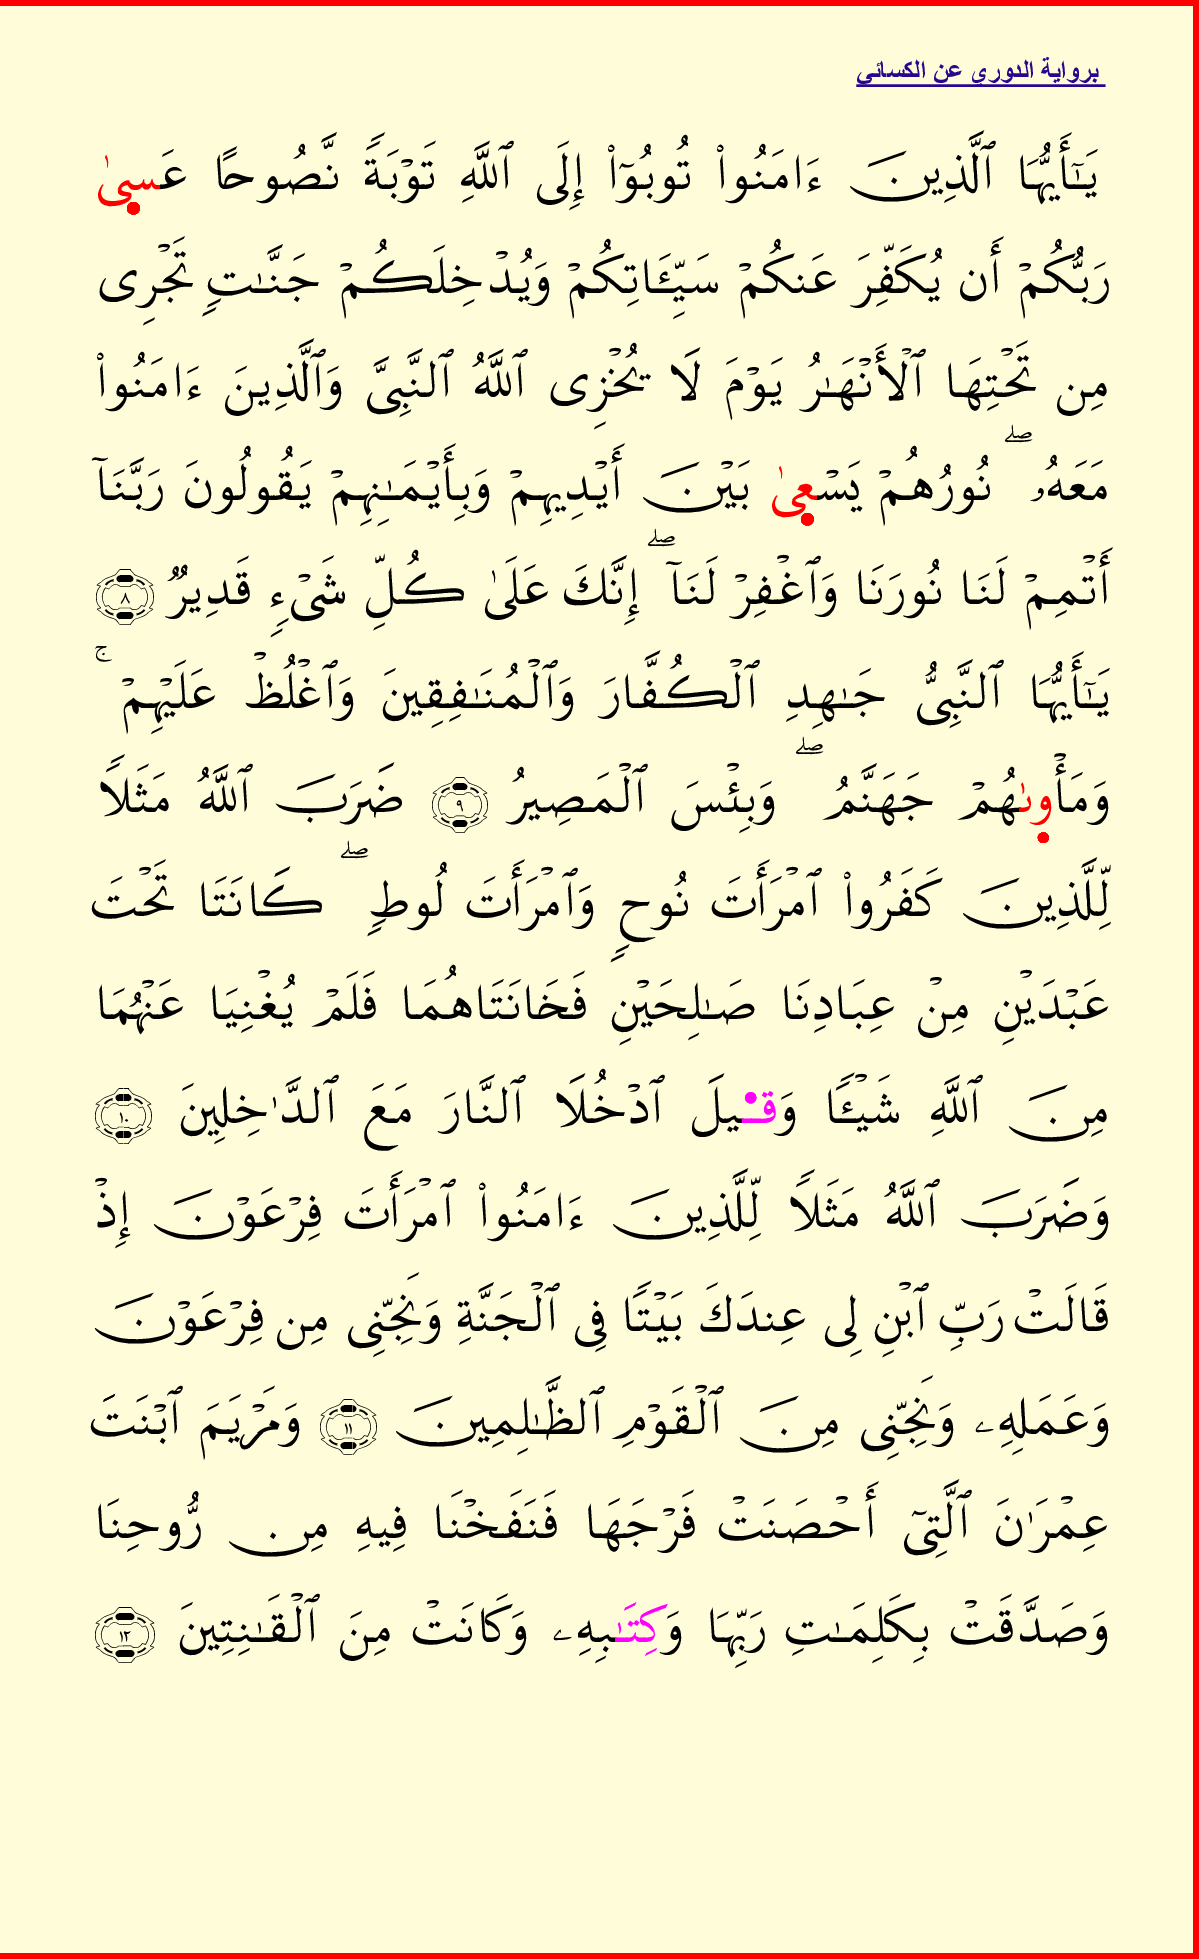 برواية الدوري عن الكسائي
يَـٰٓأَيُّهَا ٱلَّذِينَ ءَامَنُوا۟ تُوبُوٓا۟ إِلَى ٱللَّهِ تَوْبَةً نَّصُوحًا عَسىٰ
رَبُّكُمْ أَن يُكَفِّرَ عَنكُمْ سَيِّـَٔاتِكُمْ وَيُدْخِلَكُمْ جَنَّـٰتٍ تَجْرِى
مِن تَحْتِهَا ٱلْأَنْهَـٰرُ يَوْمَ لَا يُخْزِى ٱللَّهُ ٱلنَّبِىَّ وَٱلَّذِينَ ءَامَنُوا۟
مَعَهُۥ ۖ نُورُهُمْ يَسْعىٰ بَيْنَ أَيْدِيهِمْ وَبِأَيْمَـٰنِهِمْ يَقُولُونَ رَبَّنَآ
أَتْمِمْ لَنَا نُورَنَا وَٱغْفِرْ لَنَآ ۖ إِنَّكَ عَلَىٰ كُلِّ شَىْءٍ قَدِيرٌ ٨
يَـٰٓأَيُّهَا ٱلنَّبِىُّ جَـٰهِدِ ٱلْكُفَّارَ وَٱلْمُنَـٰفِقِينَ وَٱغْلُظْ عَلَيْهِمْ ۚ
وَمَأْوىٰهُمْ جَهَنَّمُ ۖ وَبِئْسَ ٱلْمَصِيرُ ٩ ضَرَبَ ٱللَّهُ مَثَلًا
لِّلَّذِينَ كَفَرُوا۟ ٱمْرَأَتَ نُوحٍ وَٱمْرَأَتَ لُوطٍ ۖ كَانَتَا تَحْتَ
عَبْدَيْنِ مِنْ عِبَادِنَا صَـٰلِحَيْنِ فَخَانَتَاهُمَا فَلَمْ يُغْنِيَا عَنْهُمَا
مِنَ ٱللَّهِ شَيْـًٔا وَقيلَ ٱدْخُلَا ٱلنَّارَ مَعَ ٱلدَّٰخِلِينَ ١٠
وَضَرَبَ ٱللَّهُ مَثَلًا لِّلَّذِينَ ءَامَنُوا۟ ٱمْرَأَتَ فِرْعَوْنَ إِذْ
قَالَتْ رَبِّ ٱبْنِ لِى عِندَكَ بَيْتًا فِى ٱلْجَنَّةِ وَنَجِّنِى مِن فِرْعَوْنَ
وَعَمَلِهِۦ وَنَجِّنِى مِنَ ٱلْقَوْمِ ٱلظَّـٰلِمِينَ ١١ وَمَرْيَمَ ٱبْنَتَ
عِمْرَٰنَ ٱلَّتِىٓ أَحْصَنَتْ فَرْجَهَا فَنَفَخْنَا فِيهِ مِن رُّوحِنَا
وَصَدَّقَتْ بِكَلِمَـٰتِ رَبِّهَا وَكِتَـٰبِهِۦ وَكَانَتْ مِنَ ٱلْقَـٰنِتِينَ ١٢